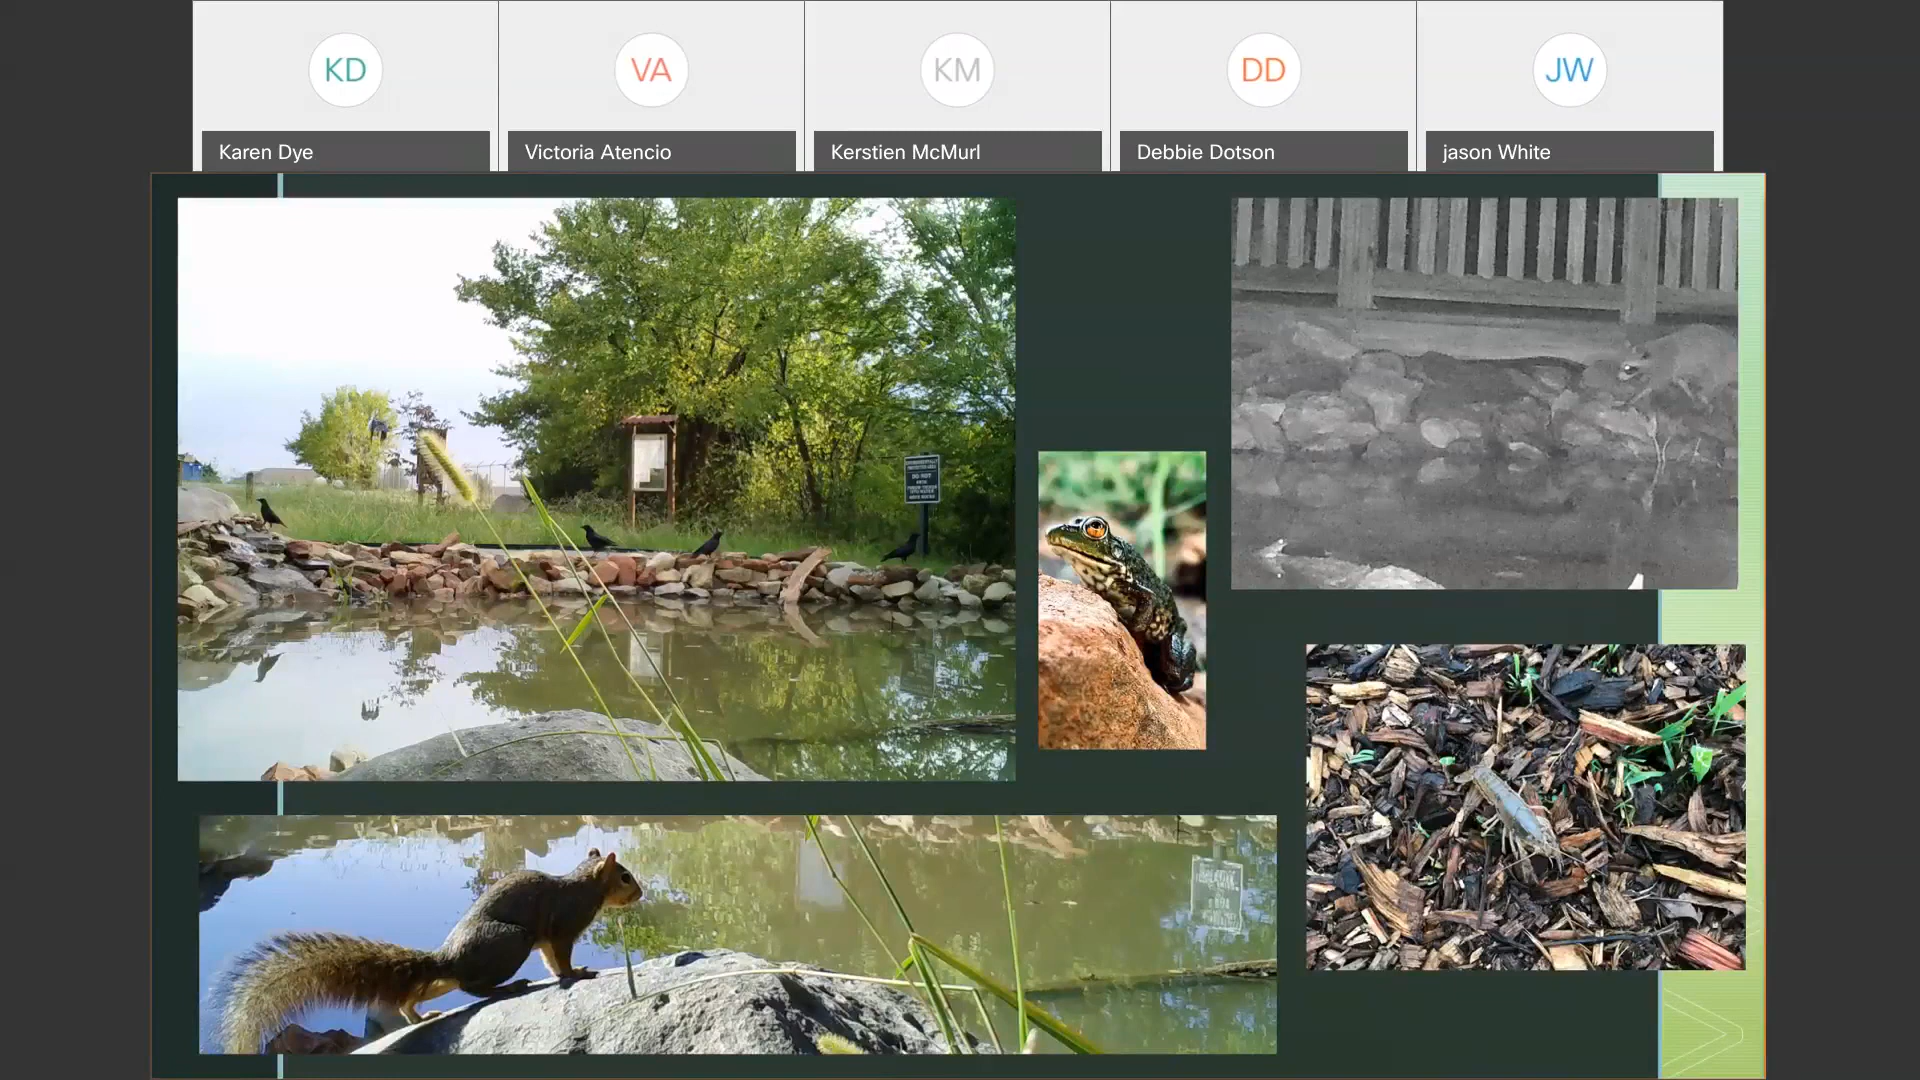 KD
VA
KM
DD
JW
Karen Dye
Victoria Atencio
Kerstien McMurl
Debbie Dotson
jason White